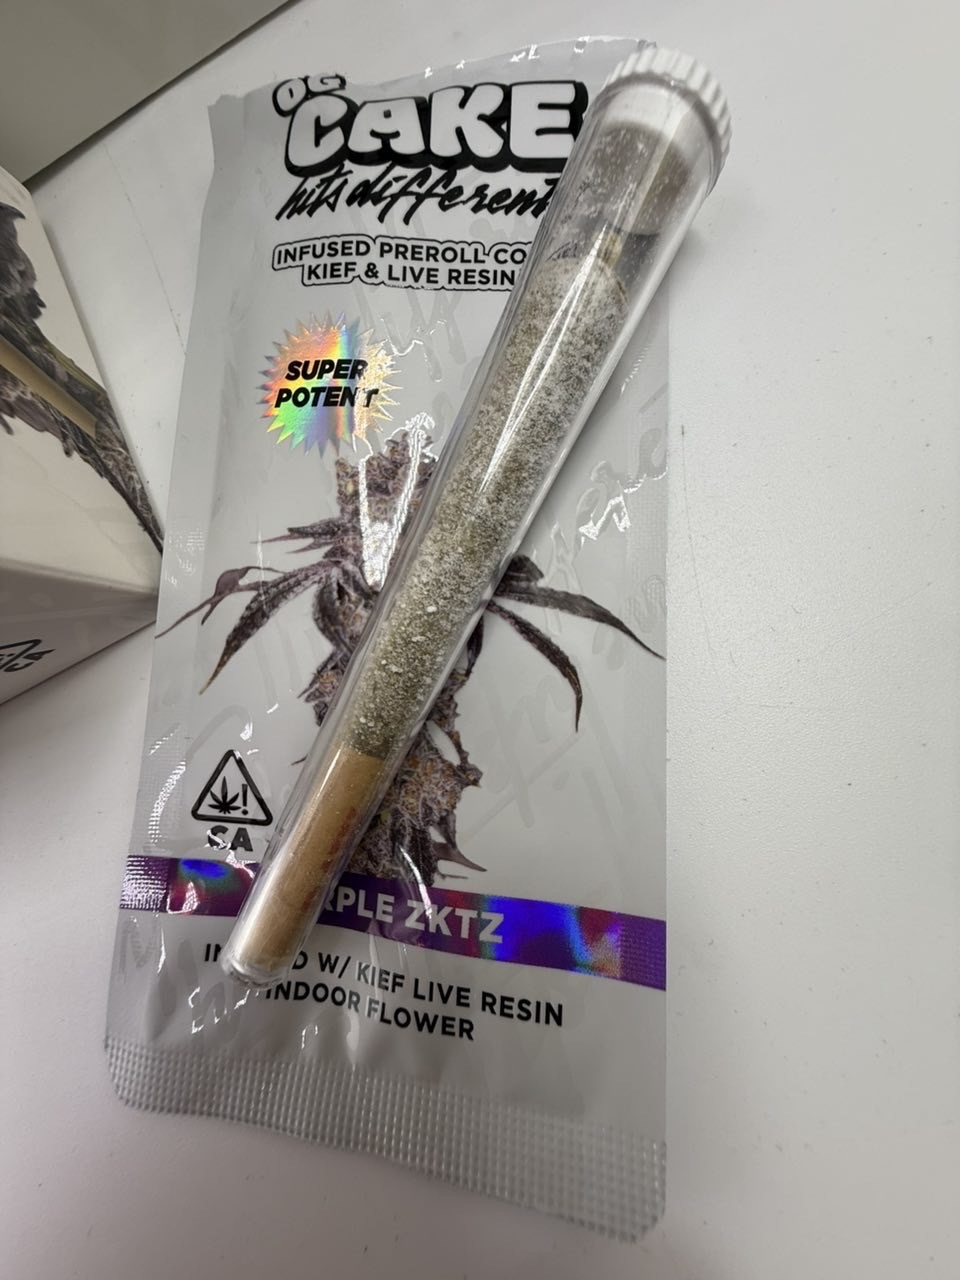 OG
CAKE
hits different
INFUSED PREROLL CO
KIEF & LIVE RESIN
SUPER
POTENT
CA
RPLE ZKTZ
W/ KIEF LIVE RESIN
INDOOR FLOWER